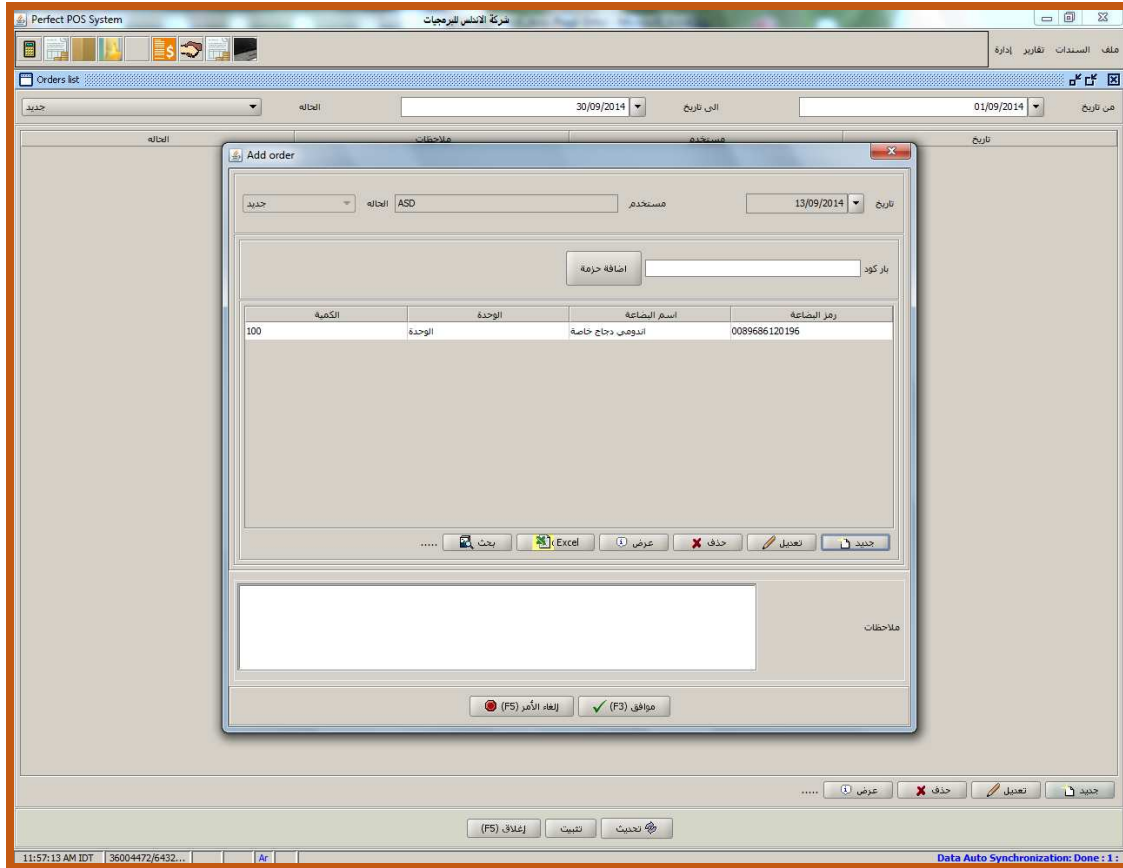 Perfect POS System
شركة الاندلس للبرمجيات
ملف السندات تقارير إدارة
Orders list
من تاريخ 01/09/2014 الى تاريخ 30/09/2014 الحاله جديد
تاريخ مستخدم ملاحظات الحاله
Add order
تاريخ 13/09/2014 مستخدم ASD الحاله جديد
بار كود اضافة حزمة
رمز البضاعة اسم البضاعة الوحدة الكمية
0089686120196 اندومي دجاج خاصة الوحدة 100
جديد تعديل حذف عرض Excel بحث .....
ملاحظات
موافق (F3) إلغاء الأمر (F5)
جديد تعديل حذف عرض .....
تحديث تثبيت إغلاق (F5)
11:57:13 AM IDT 36004472/6432... Ar Data Auto Synchronization: Done : 1 :